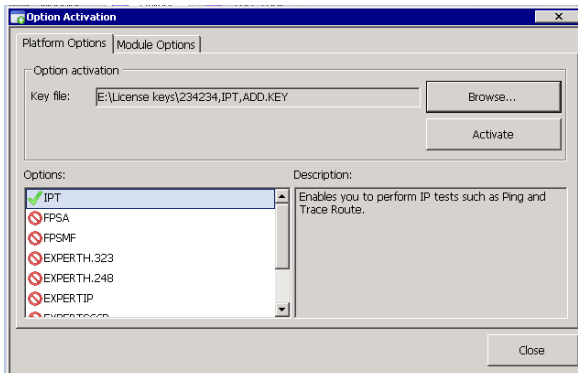 Option Activation
Platform Options
Module Options
Option activation
Key file:
E:\License keys\234234,IPT,ADD.KEY
Browse...
Activate
Options:
Description:
IPT
Enables you to perform IP tests such as Ping and
Trace Route.
FPSA
FPSMF
EXPERTH.323
EXPERTH.248
EXPERTIP
Close